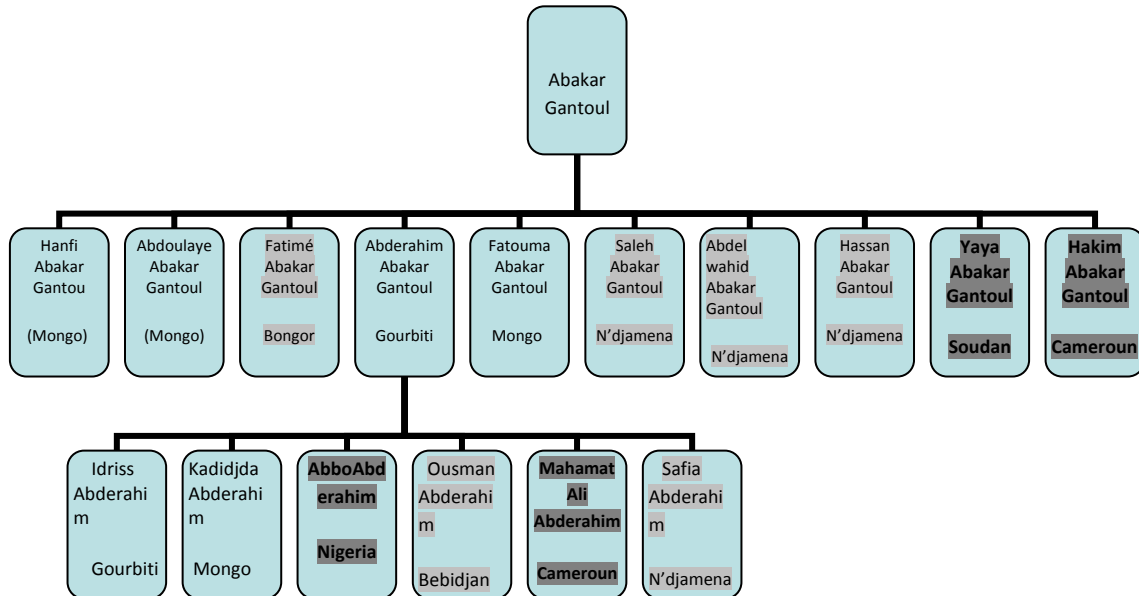 Abakar
Gantoul
Hanfi
Abakar
Gantou
(Mongo)
Abdoulaye
Abakar
Gantoul
(Mongo)
Fatimé
Abakar
Gantoul
Bongor
Abderahim
Abakar
Gantoul
Gourbiti
Fatouma
Abakar
Gantoul
Mongo
Saleh
Abakar
Gantoul
N’djamena
Abdel
wahid
Abakar
Gantoul
N’djamena
Hassan
Abakar
Gantoul
N’djamena
Yaya
Abakar
Gantoul
Soudan
Hakim
Abakar
Gantoul
Cameroun
Idriss
Abderahi
m
Gourbiti
Kadidjda
Abderahi
m
Mongo
AbboAbd
erahim
Nigeria
Ousman
Abderahi
m
Bebidjan
Mahamat
Ali
Abderahim
Cameroun
Safia
Abderahi
m
N’djamena